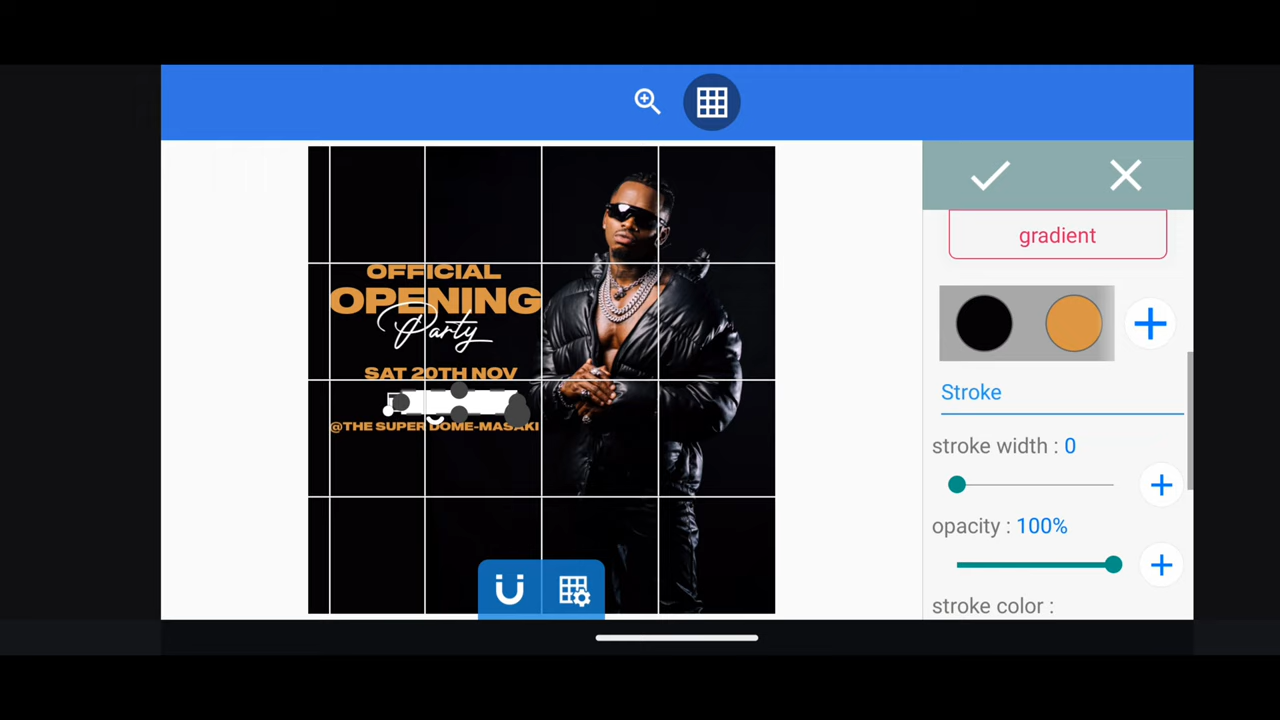 gradient
OFFICIAL
OPENING
Party
SAT 20TH NOV
@THE SUPER DOME-MASAKI
Stroke
stroke width : 0
opacity : 100%
stroke color :